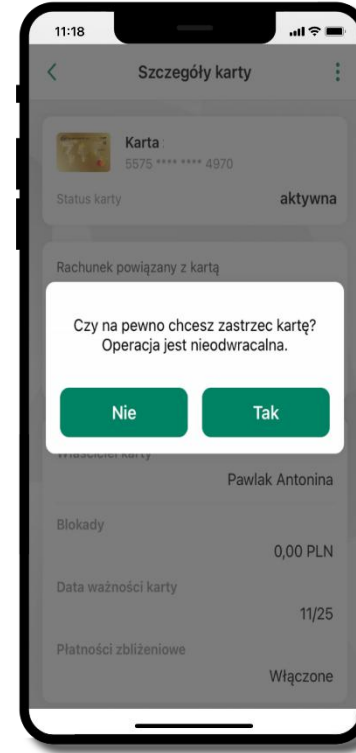 11:18
Szczegóły karty
Karta
5575 **** **** 4970
Status karty
aktywna
Rachunek powiązany z kartą
Czy na pewno chcesz zastrzec kartę?
Operacja jest nieodwracalna.
Nie
Tak
Właściciel karty
Pawlak Antonina
Blokady
0,00 PLN
Data ważności karty
11/25
Płatności zbliżeniowe
Włączone